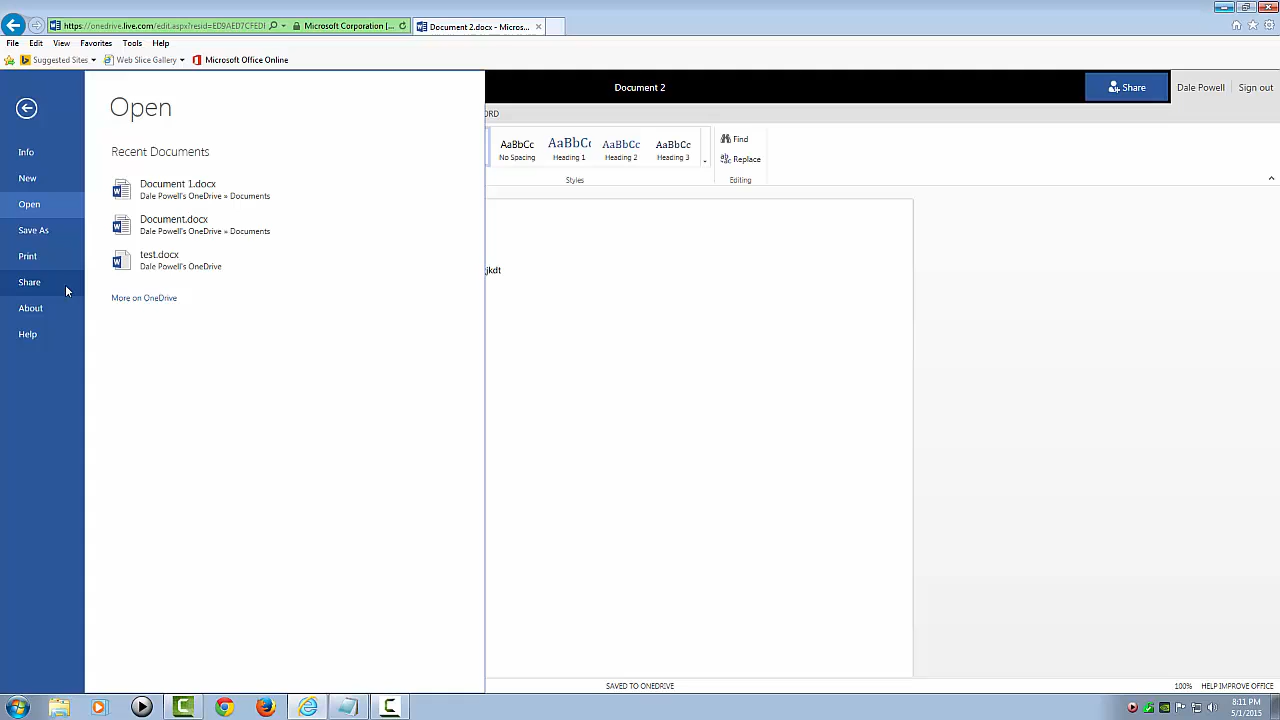 https://onedrive.live.com/edit.aspx?resid=ED9AED7CFEDI
Microsoft Corporation [...
Document 2.docx - Micros...
File Edit View Favorites Tools Help
Suggested Sites Web Slice Gallery Microsoft Office Online
Document 2
Share
Dale Powell
Sign out
Open
ORD
Recent Documents
Info
New
Open
Save As
Print
Share
About
Help
Document 1.docx
Dale Powell's OneDrive » Documents
Document.docx
Dale Powell's OneDrive » Documents
test.docx
Dale Powell's OneDrive
More on OneDrive
AaBbCc AaBbCc AaBbCc AaBbCc
No Spacing Heading 1 Heading 2 Heading 3
Styles
Find
Replace
Editing
jkdt
SAVED TO ONEDRIVE
100% HELP IMPROVE OFFICE
8:11 PM
5/1/2015